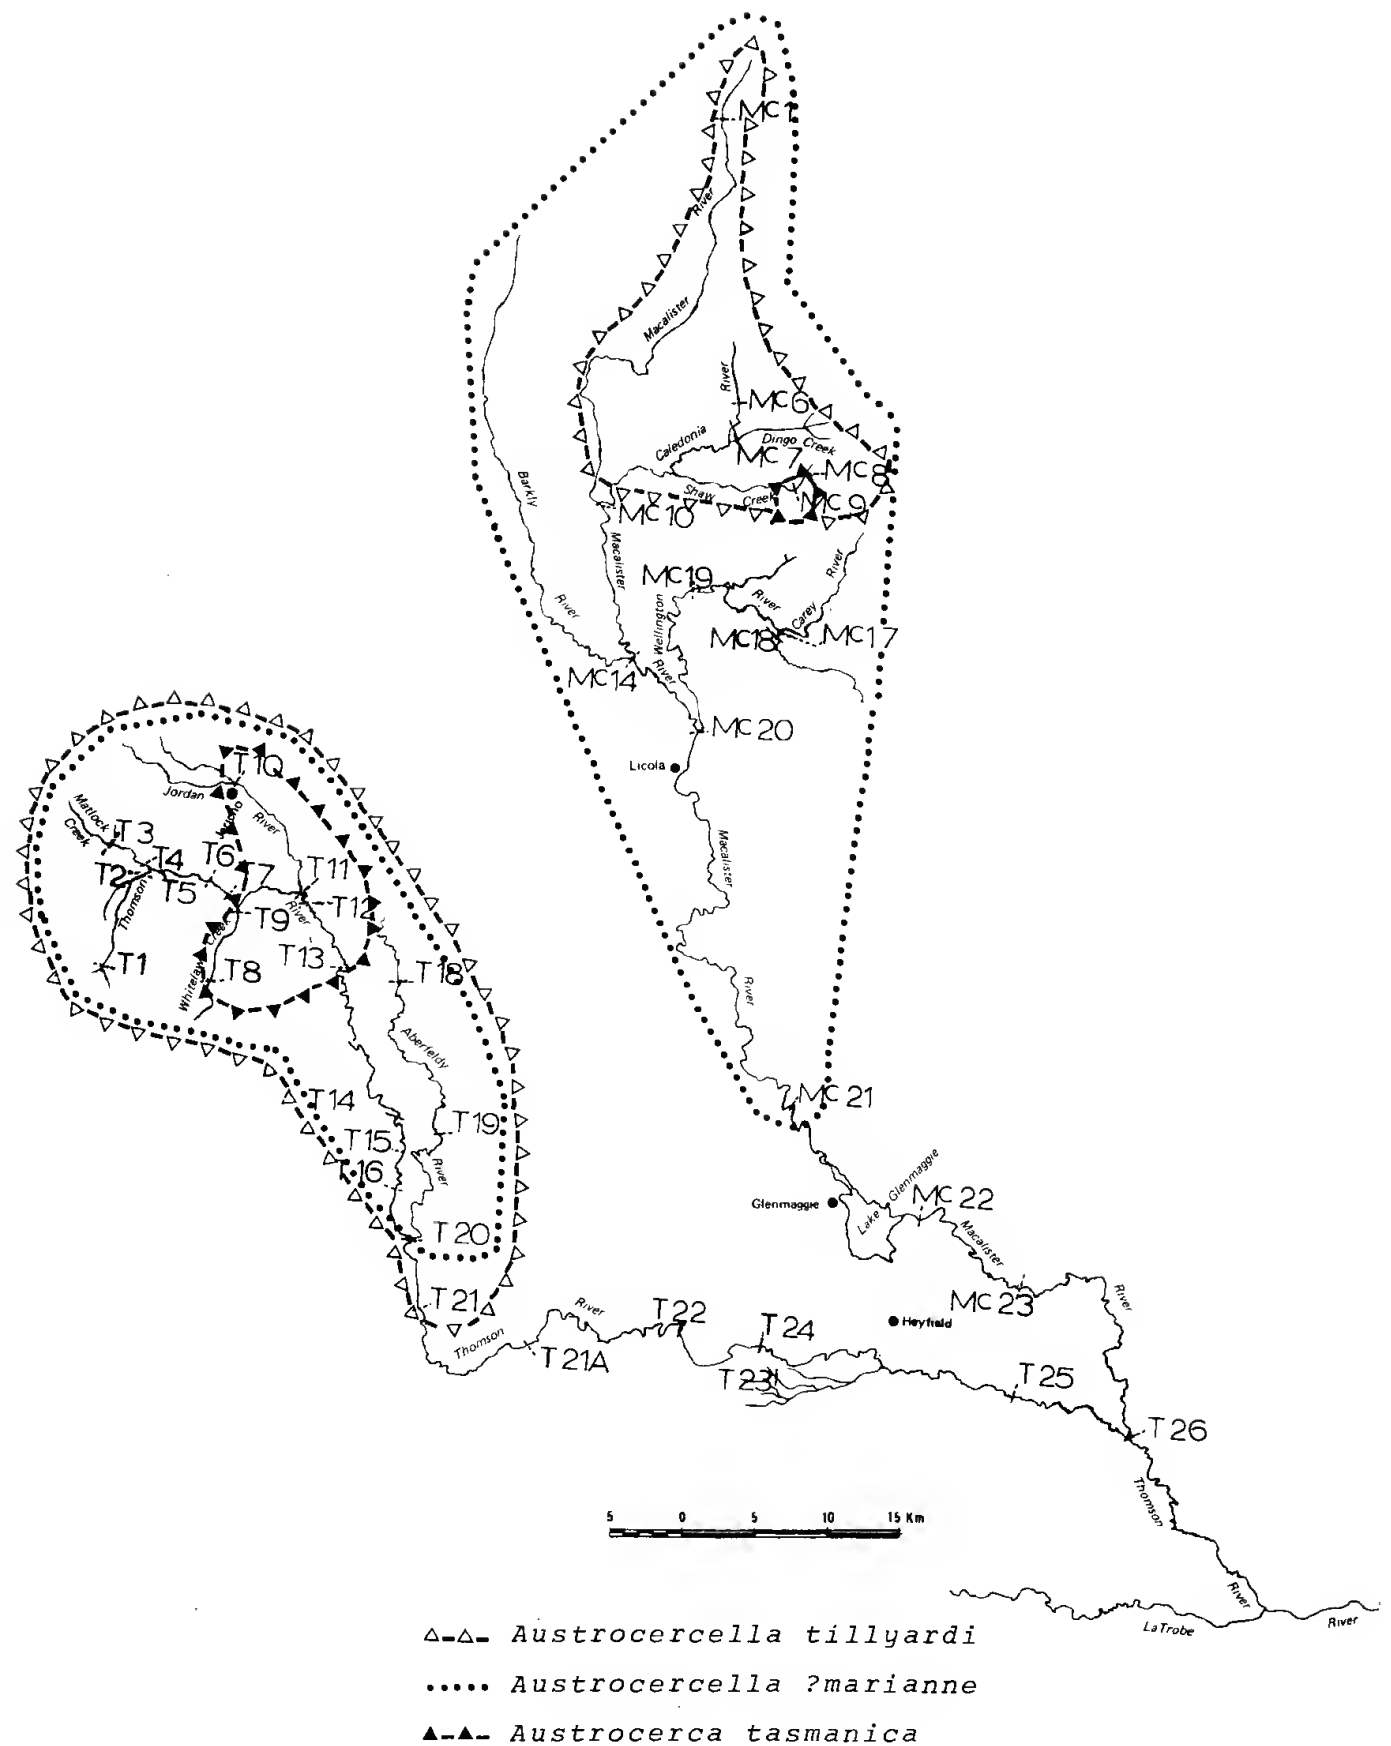 MC1
River
Macalister
River
MC6
Caledonia
Dingo Creek
MC7
MC8
Barkly
Shaw
Creek
MC9
MC10
Macalister
River
MC19
River
River
Wellington
Carey
MC18
MC17
River
MC14
MC20
Licola
T1Q
Jordan
Jericho
River
Matlock
Creek
T3
T6
T4
T2
T5
T7
T11
Macalister
Thomson
T9
River
T12
Creek
T1
T8
T13
T18
Whitelaw
River
Aberfeldy
T14
MC21
T19
T15
T16
River
Glenmaggie
Glenmaggie
Lake
MC22
T20
Macalister
T21
MC23
River
River
T22
Heyfield
T24
Thomson
T21A
T23
T25
T26
Thomson
5 0 5 10 15 Km
River
LaTrobe
River
Austrocercella tillyardi
Austrocercella ?marianne
Austrocerca tasmanica